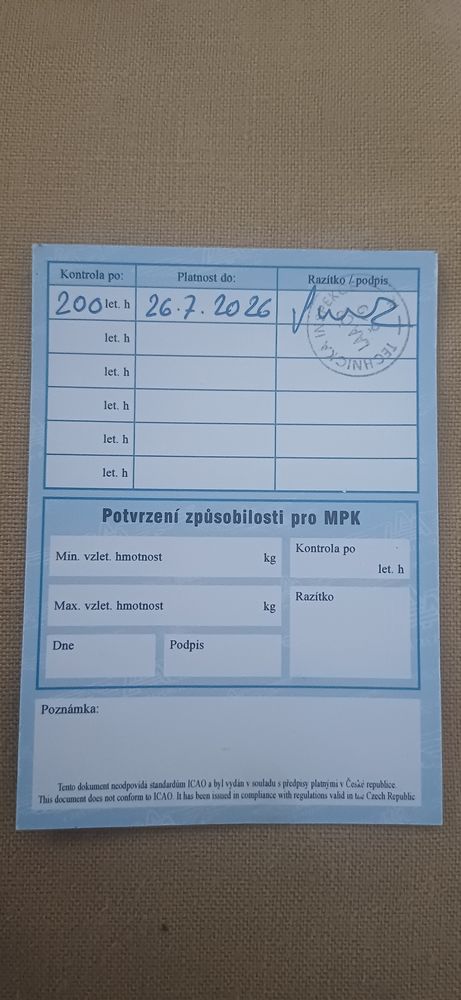 Kontrola po: Platnost do: Razítko / podpis
200 let. h 26.7.2026
let. h
let. h
let. h
let. h
let. h
TECHNICKÁ
LAA ČR
Potvrzení způsobilosti pro MPK
Min. vzlet. hmotnost kg
Kontrola po
let. h
Max. vzlet. hmotnost kg
Razítko
Dne Podpis
Poznámka:
Tento dokument neodpovídá standardům ICAO a byl vydán v souladu s předpisy platnými v České republice
This document does not conform to ICAO. It has been issued in compliance with regulations valid in the Czech Republic